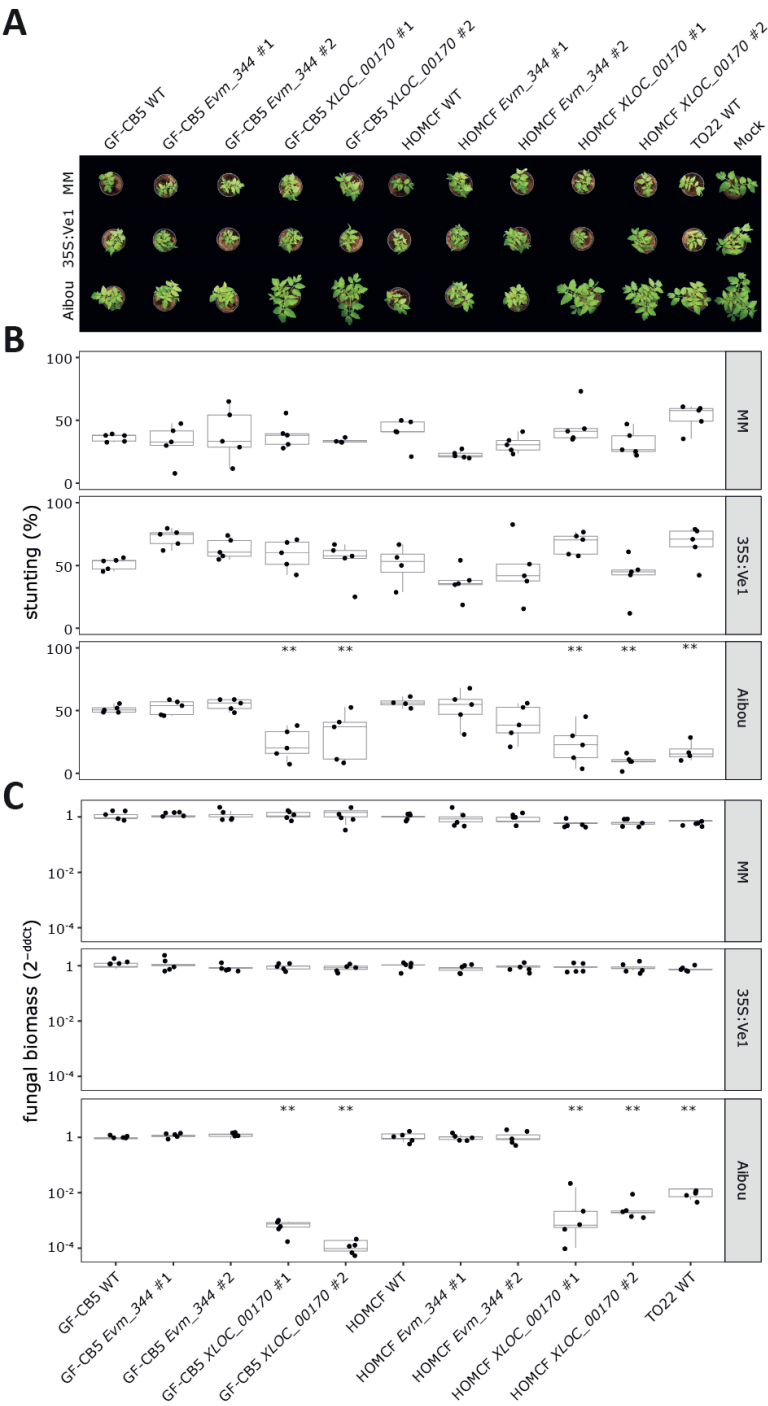 A
GF-CB5 WT
GF-CB5 Evm_344 #1
GF-CB5 Evm_344 #2
GF-CB5 XLOC_00170 #1
GF-CB5 XLOC_00170 #2
HOMCF WT
HOMCF Evm_344 #1
HOMCF Evm_344 #2
HOMCF XLOC_00170 #1
HOMCF XLOC_00170 #2
TO22 WT
Mock
MM
35S:Ve1
Aibou
B
stunting (%)
100
50
0
MM
100
50
0
35S:Ve1
** ** ** ** **
100
50
0
Aibou
C
fungal biomass (2⁻ᵈᵈᶜᵗ)
1
10⁻²
10⁻⁴
MM
1
10⁻²
10⁻⁴
35S:Ve1
** ** ** ** **
1
10⁻²
10⁻⁴
Aibou
GF-CB5 WT
GF-CB5 Evm_344 #1
GF-CB5 Evm_344 #2
GF-CB5 XLOC_00170 #1
GF-CB5 XLOC_00170 #2
HOMCF WT
HOMCF Evm_344 #1
HOMCF Evm_344 #2
HOMCF XLOC_00170 #1
HOMCF XLOC_00170 #2
TO22 WT